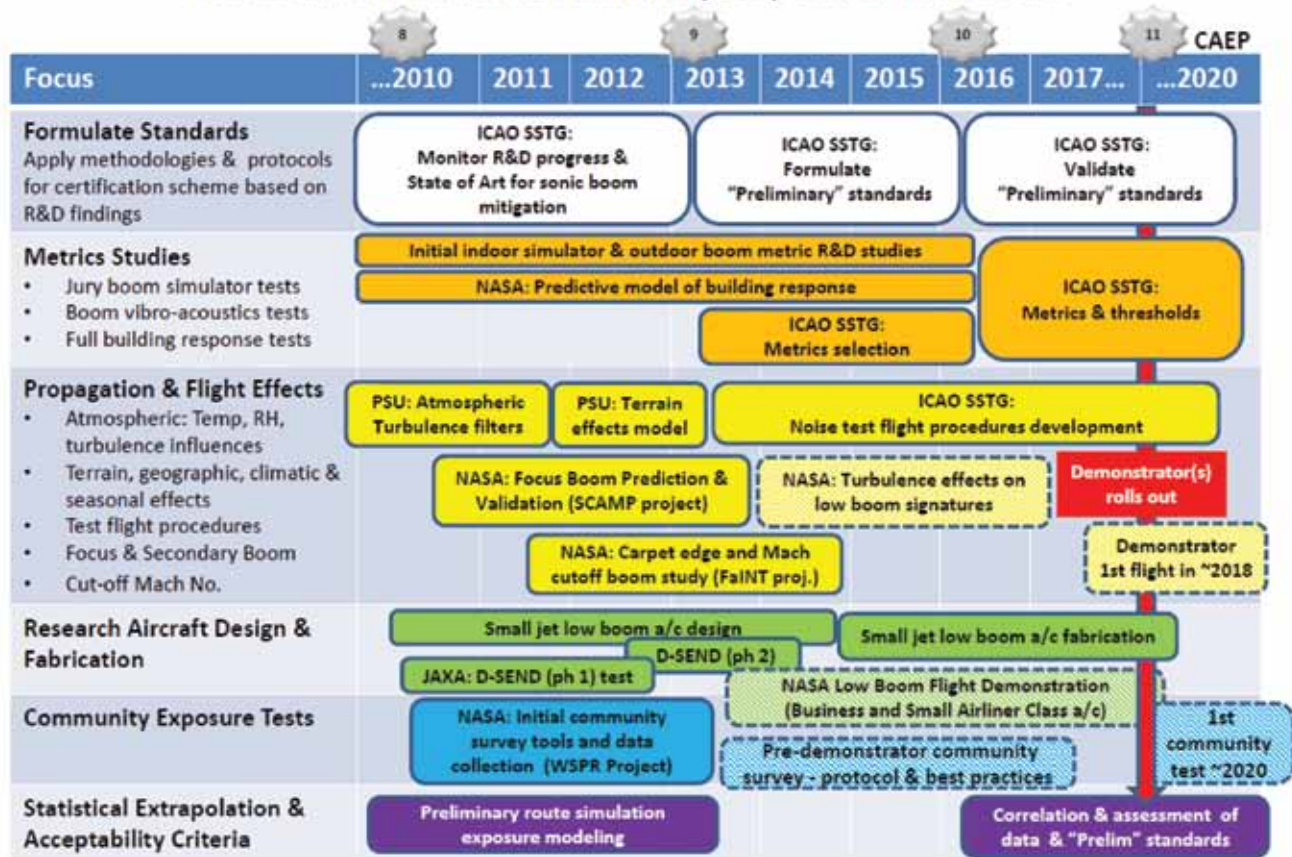 8
9
10
11
CAEP
Focus
...2010
2011
2012
2013
2014
2015
2016
2017...
...2020
Formulate Standards
Apply methodologies & protocols
for certification scheme based on
R&D findings
ICAO SSTG:
Monitor R&D progress &
State of Art for sonic boom
mitigation
ICAO SSTG:
Formulate
“Preliminary” standards
ICAO SSTG:
Validate
“Preliminary” standards
Metrics Studies
• Jury boom simulator tests
• Boom vibro-acoustics tests
• Full building response tests
Initial indoor simulator & outdoor boom metric R&D studies
NASA: Predictive model of building response
ICAO SSTG:
Metrics selection
ICAO SSTG:
Metrics & thresholds
Propagation & Flight Effects
• Atmospheric: Temp, RH,
turbulence influences
• Terrain, geographic, climatic &
seasonal effects
• Test flight procedures
• Focus & Secondary Boom
• Cut-off Mach No.
PSU: Atmospheric
Turbulence filters
PSU: Terrain
effects model
ICAO SSTG:
Noise test flight procedures development
NASA: Focus Boom Prediction &
Validation (SCAMP project)
NASA: Turbulence effects on
low boom signatures
Demonstrator(s)
rolls out
NASA: Carpet edge and Mach
cutoff boom study (FaINT proj.)
Demonstrator
1st flight in ~2018
Research Aircraft Design &
Fabrication
Small jet low boom a/c design
Small jet low boom a/c fabrication
D-SEND (ph 2)
JAXA: D-SEND (ph 1) test
NASA Low Boom Flight Demonstration
(Business and Small Airliner Class a/c)
Community Exposure Tests
NASA: Initial community
survey tools and data
collection (WSPR Project)
Pre-demonstrator community
survey - protocol & best practices
1st
community
test ~2020
Statistical Extrapolation &
Acceptability Criteria
Preliminary route simulation
exposure modeling
Correlation & assessment of
data & “Prelim” standards